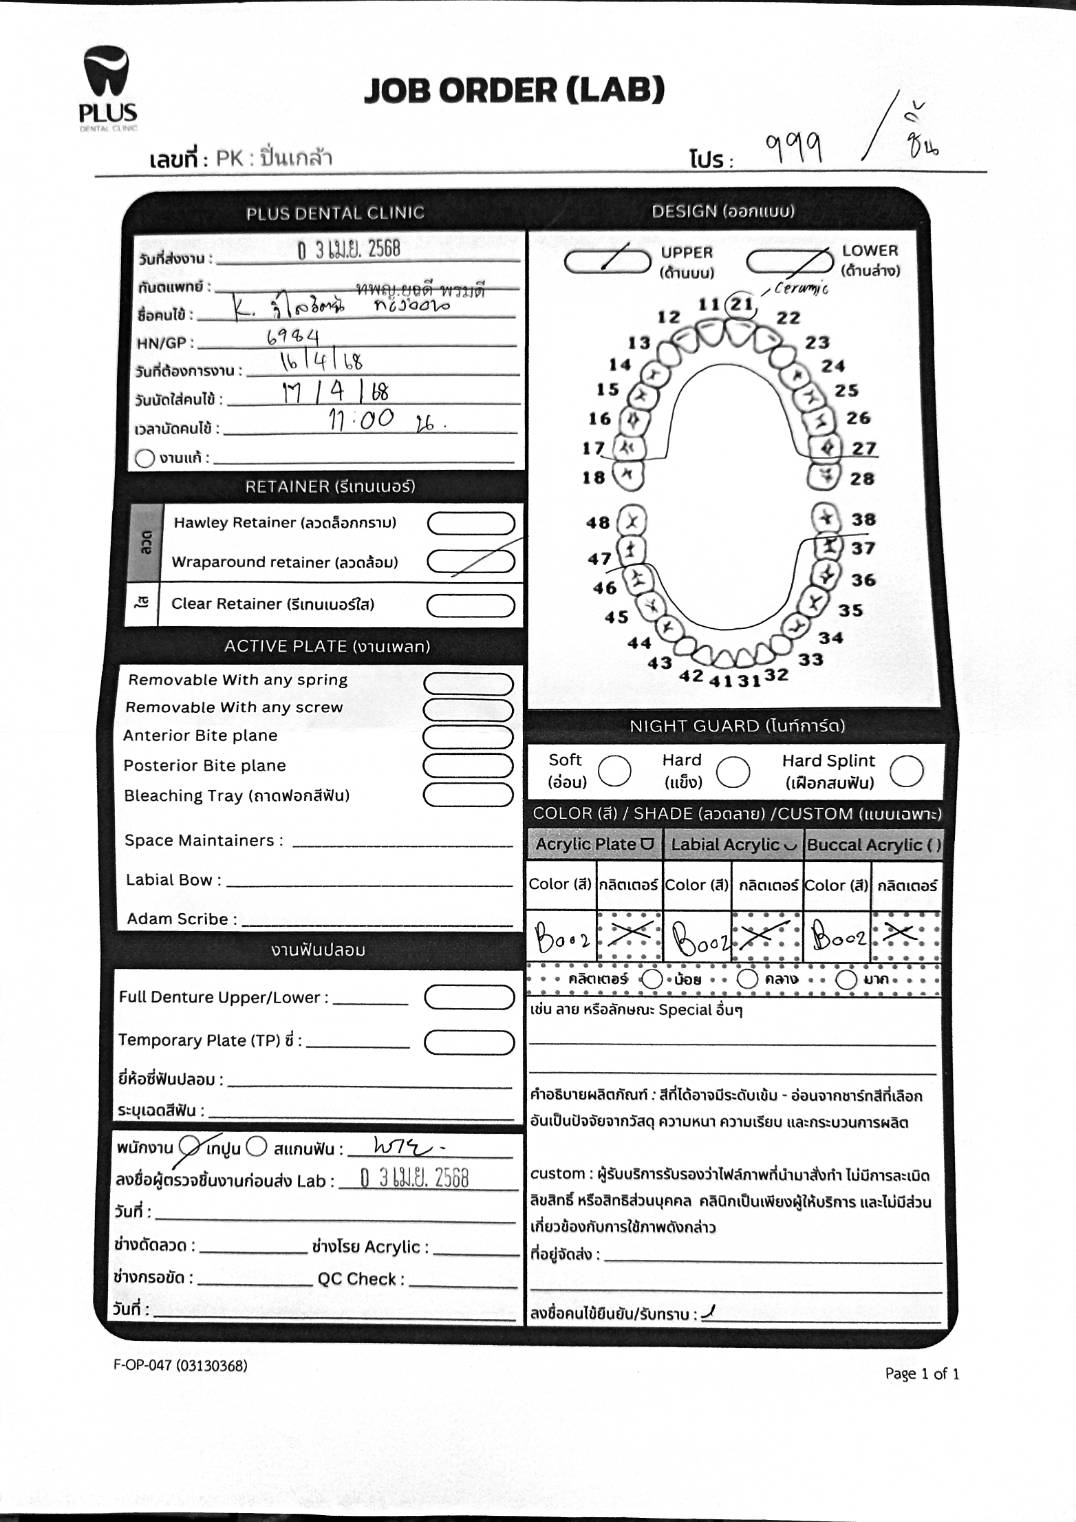 PLUS
DENTAL CLINIC
JOB ORDER (LAB)
เลขที่ : PK : ปิ่นเกล้า
โปร : 999 / ชิ้น
PLUS DENTAL CLINIC
วันที่ส่งงาน : 0 3 เม.ย. 2568
ทันตแพทย์ : ทพญ.ยุวดี พรมดี
ชื่อคนไข้ : K.
HN/GP : 6984
วันที่ต้องการงาน : 16/4/68
วันนัดใส่คนไข้ : 17/4/68
เวลานัดคนไข้ : 11:00 น.
งานแก้ :
RETAINER (รีเทนเนอร์)
ลวด
Hawley Retainer (ลวดล็อกกราม)
Wraparound retainer (ลวดล้อม)
ใส
Clear Retainer (รีเทนเนอร์ใส)
ACTIVE PLATE (งานเพลท)
Removable With any spring
Removable With any screw
Anterior Bite plane
Posterior Bite plane
Bleaching Tray (ถาดฟอกสีฟัน)
Space Maintainers :
Labial Bow :
Adam Scribe :
งานฟันปลอม
Full Denture Upper/Lower :
Temporary Plate (TP) ซี่ :
ยี่ห้อซี่ฟันปลอม :
ระบุเฉดสีฟัน :
พนักงาน เทปูน สแกนฟัน :
ลงชื่อผู้ตรวจชิ้นงานก่อนส่ง Lab : 0 3 เม.ย. 2568
วันที่ :
ช่างดัดลวด : ช่างโรย Acrylic :
ช่างกรอขัด : QC Check :
วันที่ :
DESIGN (ออกแบบ)
UPPER LOWER
(ด้านบน) (ด้านล่าง)
Ceramic
11 21
12 22
13 23
14 24
15 25
16 26
17 27
18 28
48 38
47 37
46 36
45 35
44 34
43 33
42 41 31 32
NIGHT GUARD (ไนท์การ์ด)
Soft Hard Hard Splint
(อ่อน) (แข็ง) (เฝือกสบฟัน)
COLOR (สี) / SHADE (ลวดลาย) /CUSTOM (แบบเฉพาะ)
Acrylic Plate Labial Acrylic Buccal Acrylic ( )
Color (สี) กลิตเตอร์ Color (สี) กลิตเตอร์ Color (สี) กลิตเตอร์
B002 B002 B002
กลิตเตอร์ น้อย กลาง มาก
เช่น ลาย หรือลักษณะ Special อื่นๆ
คำอธิบายผลิตภัณฑ์ : สีที่ได้อาจมีระดับเข้ม - อ่อนจากชาร์ทสีที่เลือก
อันเป็นปัจจัยจากวัสดุ ความหนา ความเรียบ และกระบวนการผลิต
custom : ผู้รับบริการรับรองว่าไฟล์ภาพที่นำมาสั่งทำ ไม่มีการละเมิด
ลิขสิทธิ์ หรือสิทธิส่วนบุคคล คลินิกเป็นเพียงผู้ให้บริการ และไม่มีส่วน
เกี่ยวข้องกับการใช้ภาพดังกล่าว
ที่อยู่จัดส่ง :
ลงชื่อคนไข้ยืนยัน/รับทราบ :
F-OP-047 (03130368)
Page 1 of 1